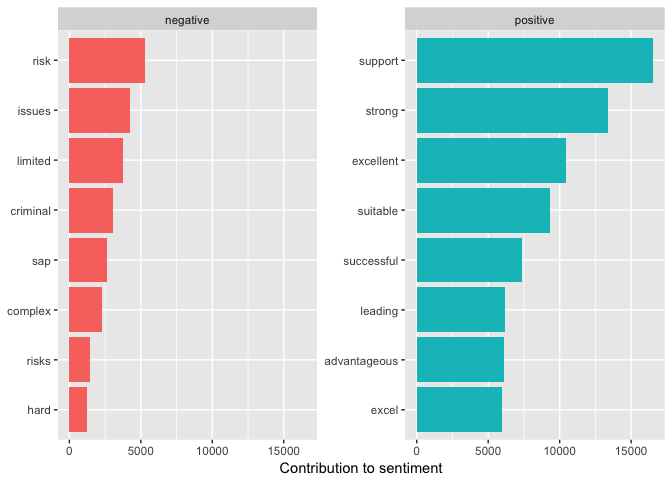 negative
risk
issues
limited
criminal
sap
complex
risks
hard
0 5000 10000 15000
positive
support
strong
excellent
suitable
successful
leading
advantageous
excel
0 5000 10000 15000
Contribution to sentiment